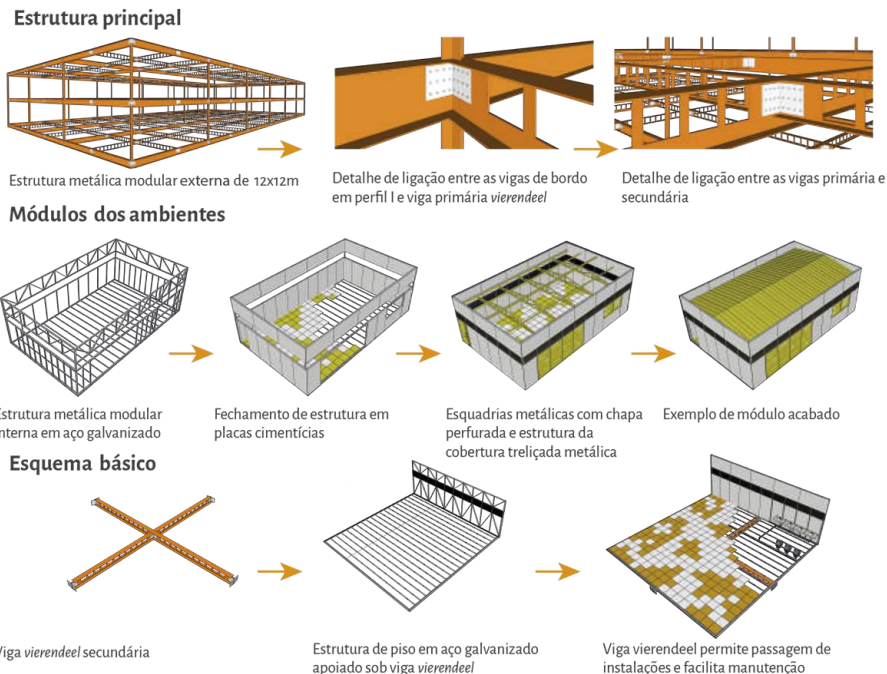 Estrutura principal
Estrutura metálica modular externa de 12x12m
Detalhe de ligação entre as vigas de bordo
em perfil I e viga primária vierendeel
Detalhe de ligação entre as vigas primária e
secundária
Módulos dos ambientes
Estrutura metálica modular
interna em aço galvanizado
Fechamento de estrutura em
placas cimentícias
Esquadrias metálicas com chapa
perfurada e estrutura da
cobertura treliçada metálica
Exemplo de módulo acabado
Esquema básico
Viga vierendeel secundária
Estrutura de piso em aço galvanizado
apoiado sob viga vierendeel
Viga vierendeel permite passagem de
instalações e facilita manutenção